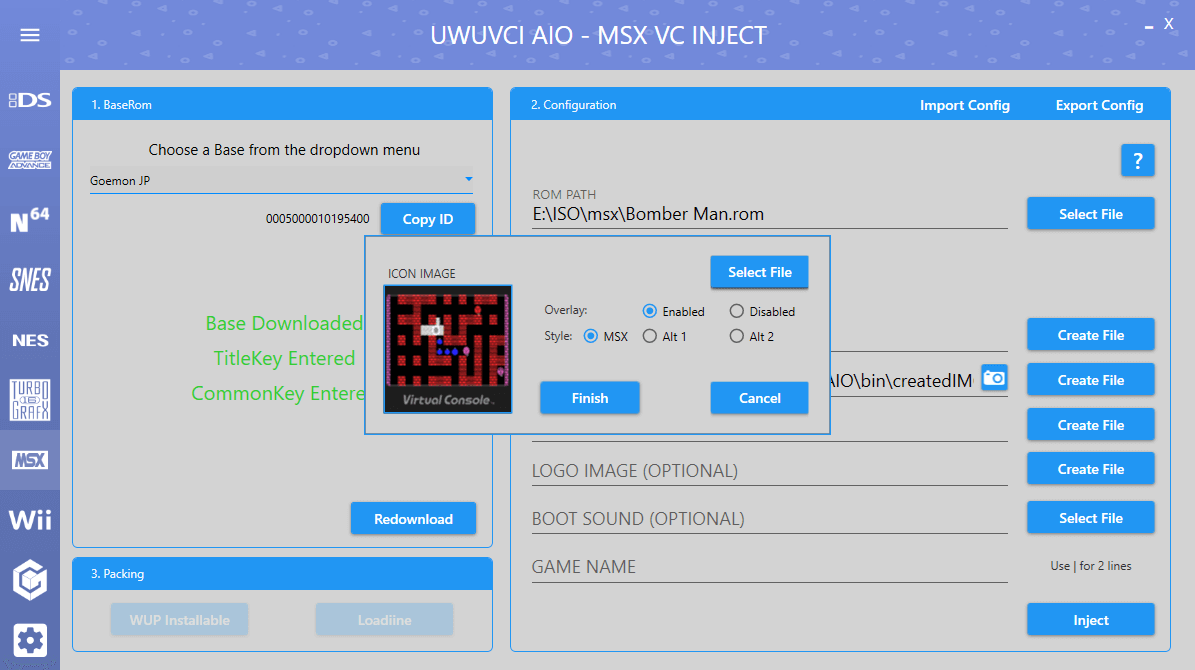 UWUVCI AIO - MSX VC INJECT
X
DS
GAME BOY
ADVANCE
N64
SNES
NES
TURBO
16
GRAFX
MSX
Wii
1. BaseRom
Choose a Base from the dropdown menu
Goemon JP
0005000010195400
Copy ID
Base Downloaded
TitleKey Entered
CommonKey Entere
Redownload
3. Packing
WUP Installable
Loadiine
2. Configuration
Import Config
Export Config
?
ROM PATH
E:\ISO\msx\Bomber Man.rom
Select File
ICON IMAGE
Select File
Virtual Console
Overlay:
Enabled
Disabled
Style:
MSX
Alt 1
Alt 2
Finish
Cancel
Create File
AIO\bin\createdIM
Create File
Create File
LOGO IMAGE (OPTIONAL)
Create File
BOOT SOUND (OPTIONAL)
Select File
GAME NAME
Use | for 2 lines
Inject